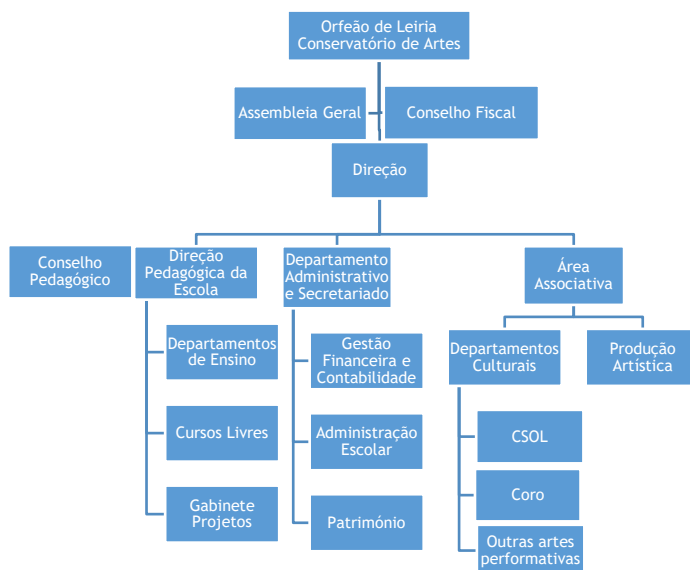 Orfeão de Leiria
Conservatório de Artes
Assembleia Geral
Conselho Fiscal
Direção
Conselho
Pedagógico
Direção
Pedagógica da
Escola
Departamento
Administrativo
e Secretariado
Área
Associativa
Departamentos
de Ensino
Cursos Livres
Gabinete
Projetos
Gestão
Financeira e
Contabilidade
Administração
Escolar
Património
Departamentos
Culturais
Produção
Artística
CSOL
Coro
Outras artes
performativas